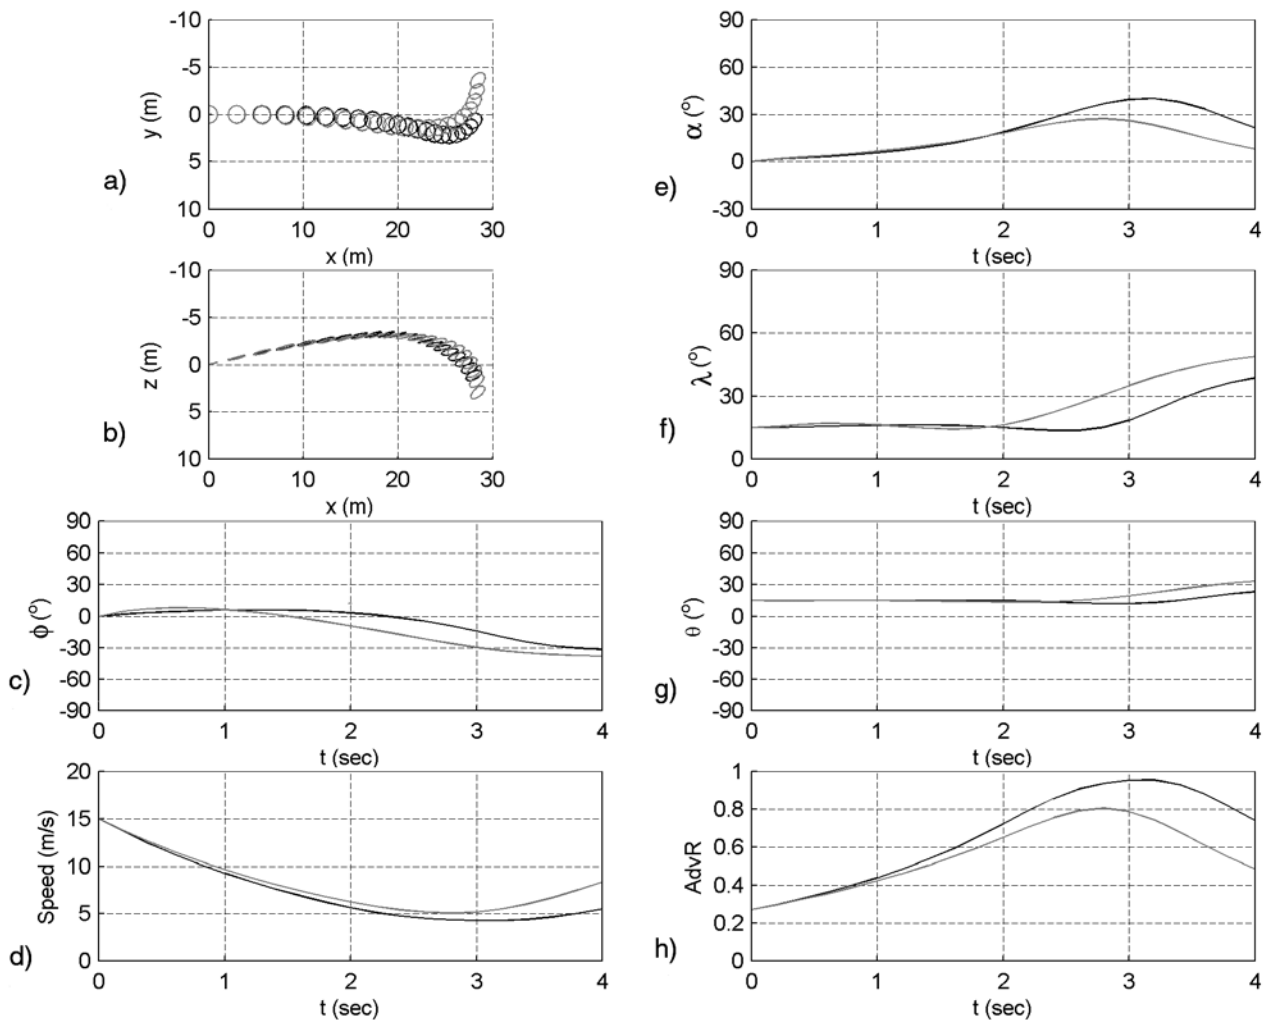 -10
-5
0
5
10
y (m)
a)
0 10 20 30
x (m)
-10
-5
0
5
10
z (m)
b)
0 10 20 30
x (m)
90
60
30
0
-30
-60
-90
ϕ (°)
c)
0 1 2 3 4
t (sec)
20
15
10
5
0
Speed (m/s)
d)
0 1 2 3 4
t (sec)
90
60
30
0
-30
α (°)
e)
0 1 2 3 4
t (sec)
90
60
30
0
λ (°)
f)
0 1 2 3 4
t (sec)
90
60
30
0
-30
-60
-90
θ (°)
g)
0 1 2 3 4
t (sec)
1
0.8
0.6
0.4
0.2
0
AdvR
h)
0 1 2 3 4
t (sec)